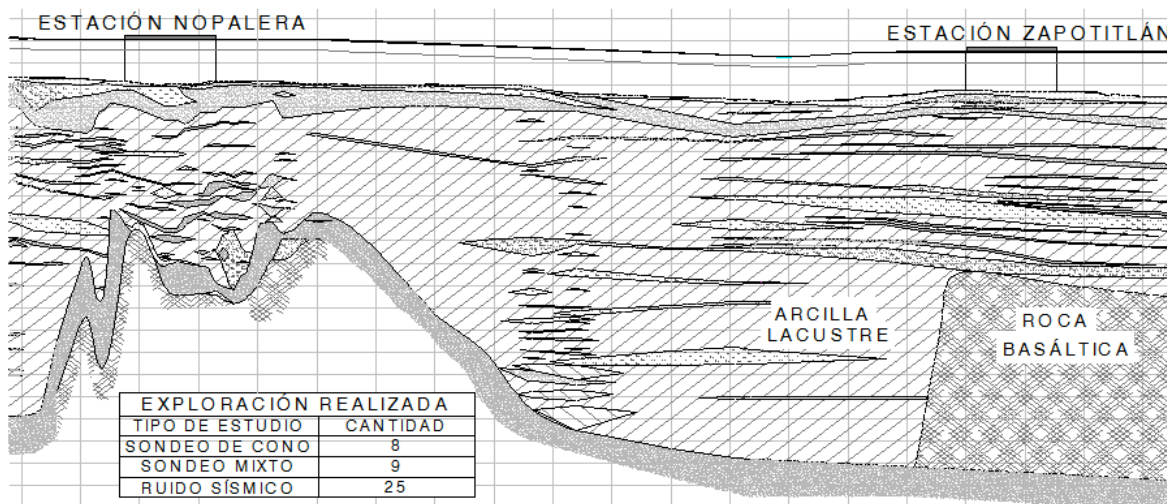 ESTACIÓN NOPALERA
ESTACIÓN ZAPOTITLÁN
ARCILLA
LACUSTRE
ROCA
BASÁLTICA
EXPLORACIÓN REALIZADA
TIPO DE ESTUDIO CANTIDAD
SONDEO DE CONO 8
SONDEO MIXTO 9
RUIDO SÍSMICO 25